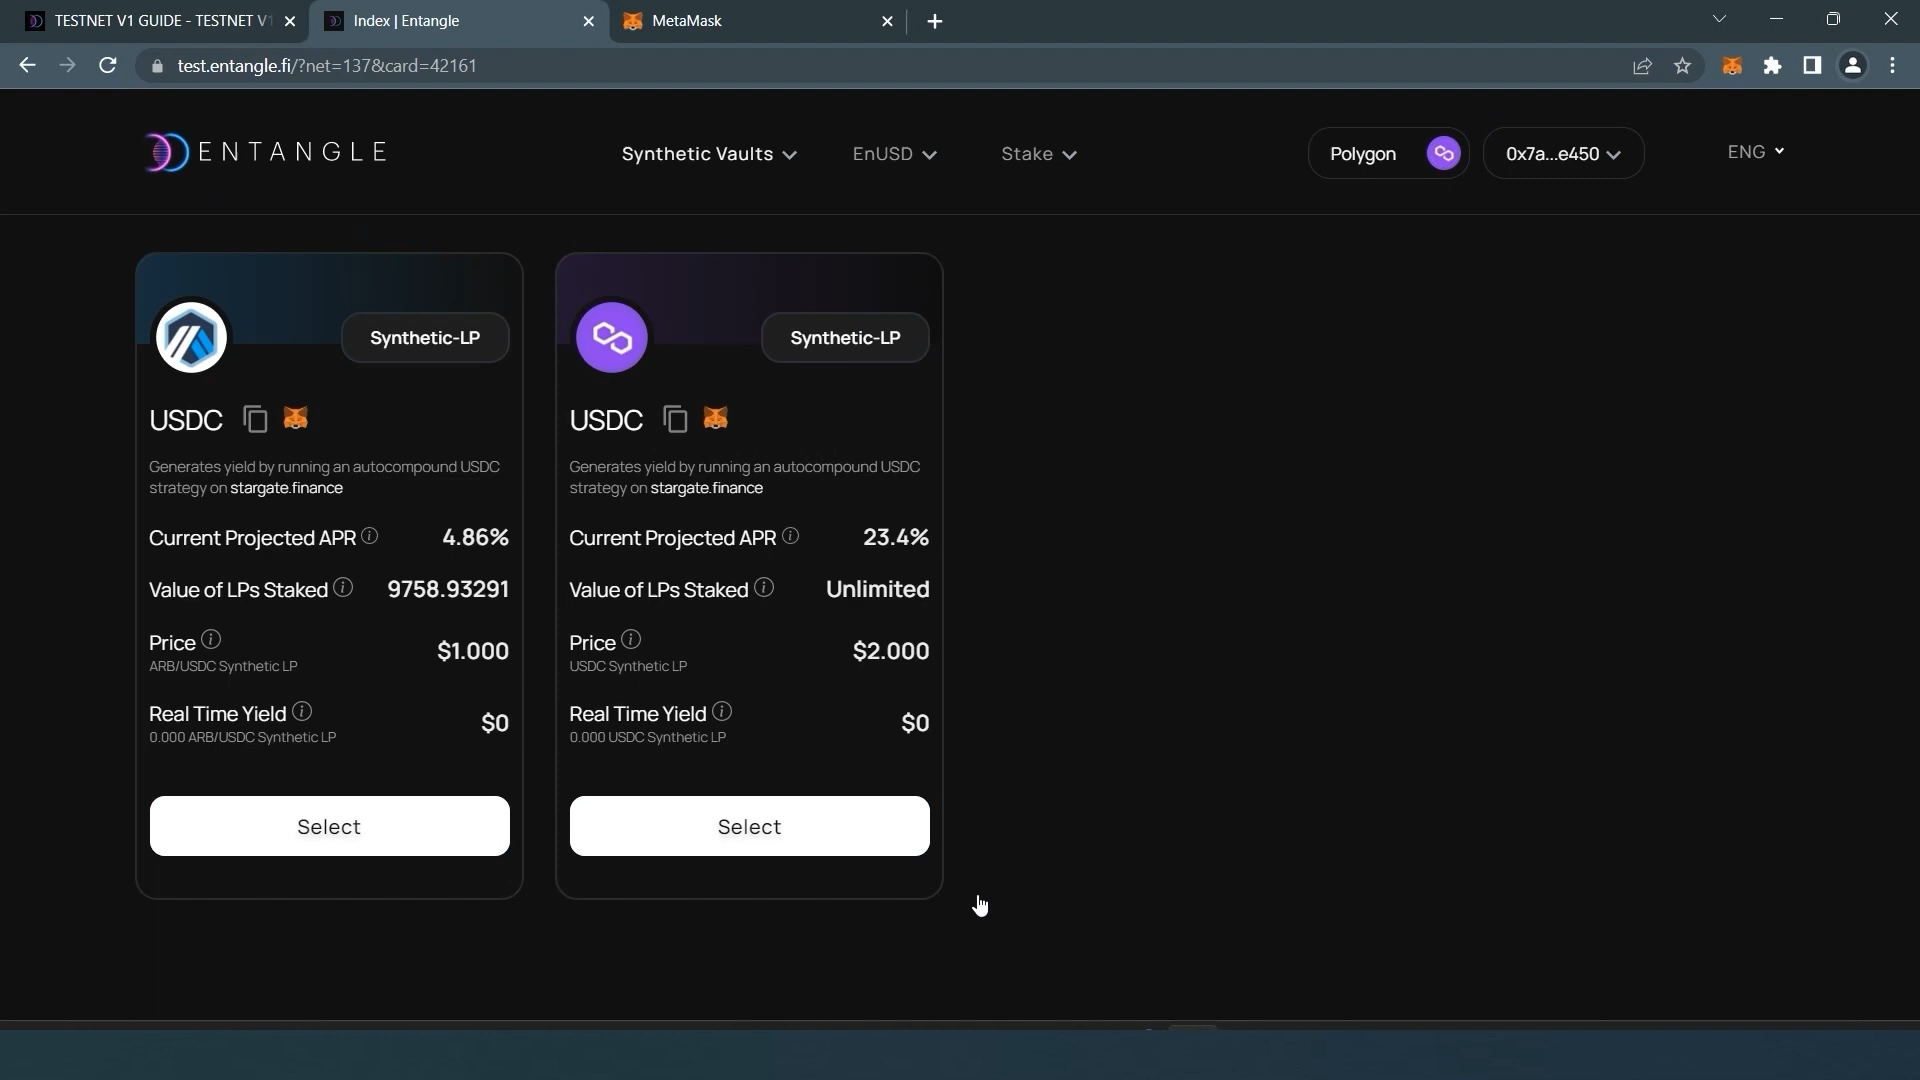 TESTNET V1 GUIDE - TESTNET V1
Index | Entangle
MetaMask
test.entangle.fi/?net=137&card=42161
ENTANGLE
Synthetic Vaults
EnUSD
Stake
Polygon
0x7a...e450
ENG
Synthetic-LP
USDC
Generates yield by running an autocompound USDC
strategy on stargate.finance
Current Projected APR 4.86%
Value of LPs Staked 9758.93291
Price $1.000
ARB/USDC Synthetic LP
Real Time Yield $0
0.000 ARB/USDC Synthetic LP
Select
Synthetic-LP
USDC
Generates yield by running an autocompound USDC
strategy on stargate.finance
Current Projected APR 23.4%
Value of LPs Staked Unlimited
Price $2.000
USDC Synthetic LP
Real Time Yield $0
0.000 USDC Synthetic LP
Select